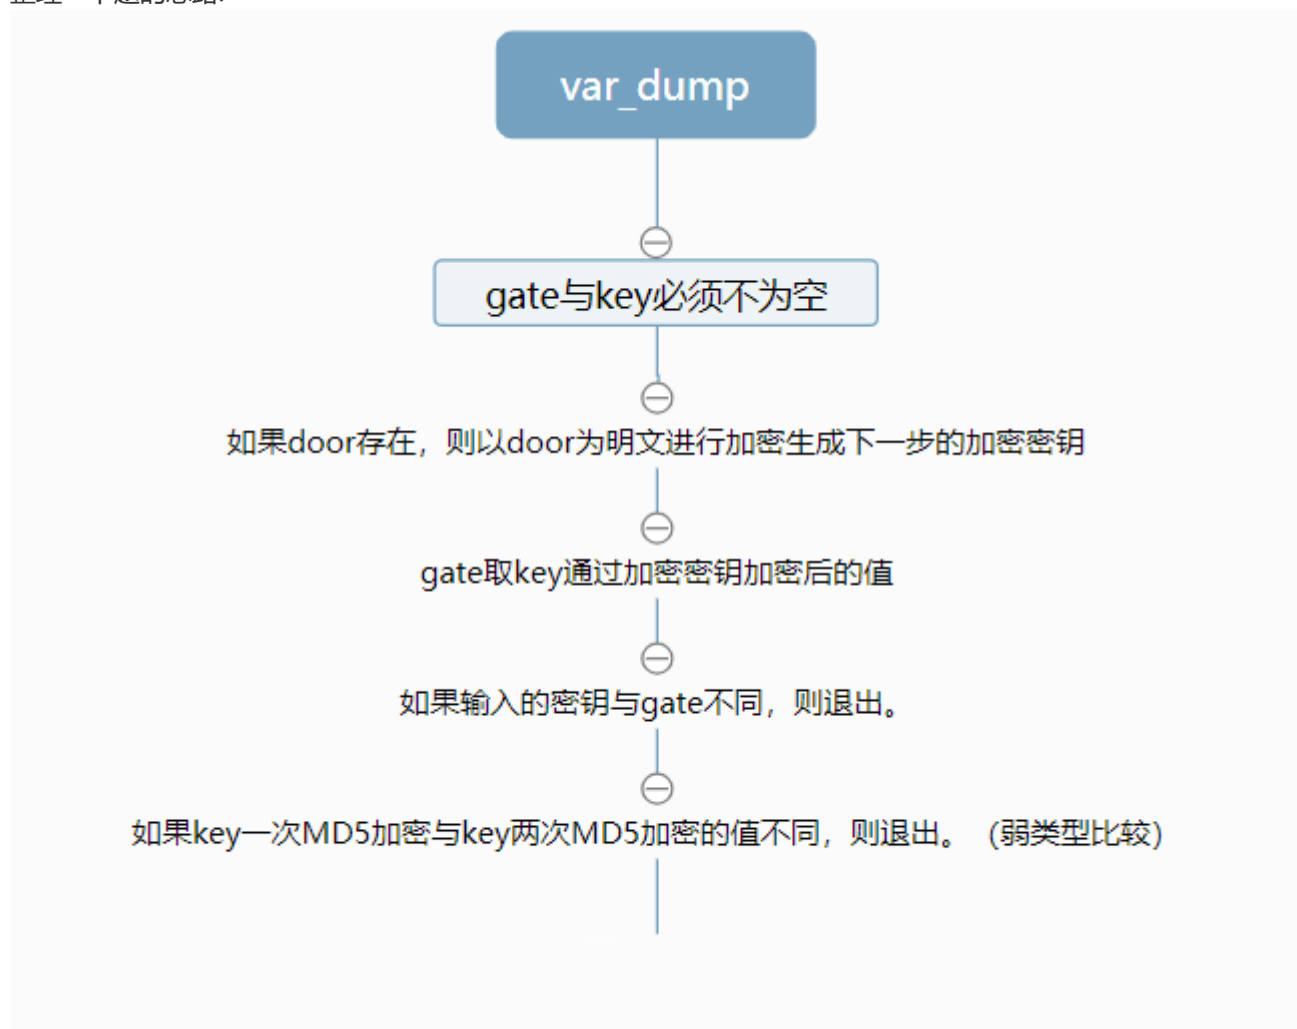 var_dump
gate与key必须不为空
如果door存在，则以door为明文进行加密生成下一步的加密密钥
gate取key通过加密密钥加密后的值
如果输入的密钥与gate不同，则退出。
如果key一次MD5加密与key两次MD5加密的值不同，则退出。（弱类型比较）